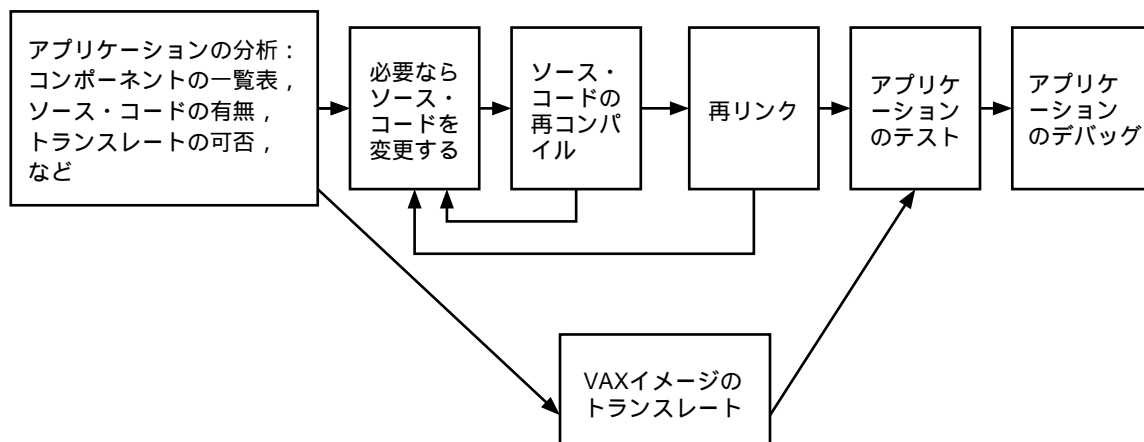 アプリケーションの分析：
コンポーネントの一覧表，
ソース・コードの有無，
トランスレートの可否，
など
必要なら
ソース・
コードを
変更する
ソース・
コードの
再コンパ
イル
再リンク
アプリケ
ーション
のテスト
アプリケ
ーション
のデバッグ
VAXイメージの
トランスレート